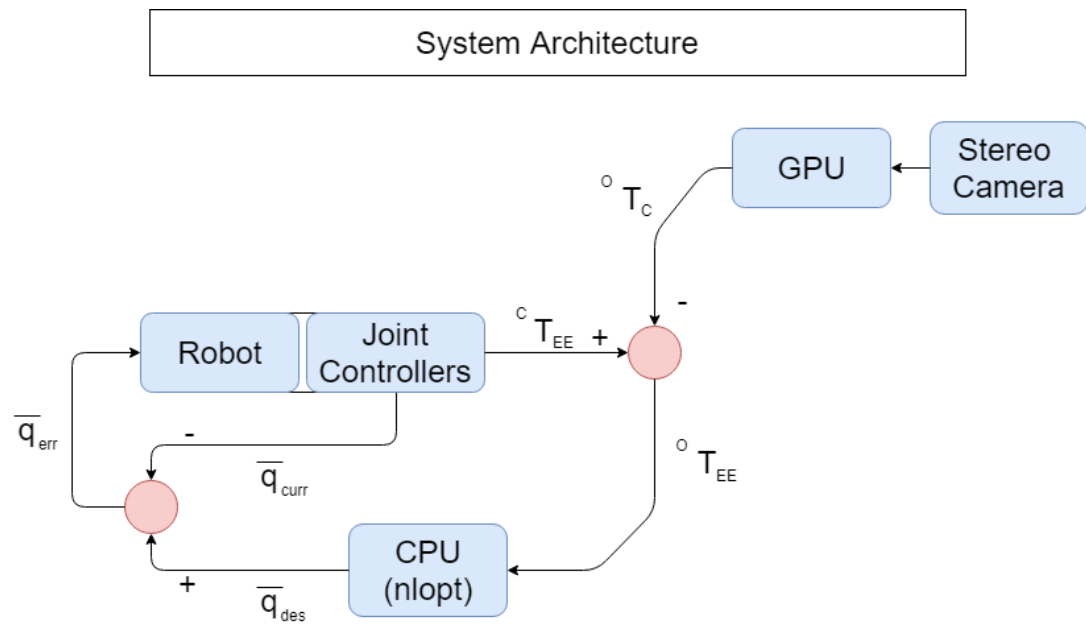 System Architecture
GPU
Stereo
Camera
O T C
-
C T EE +
Robot
Joint
Controllers
q̅ err
-
q̅ curr
O T EE
CPU
(nlopt)
+
q̅ des